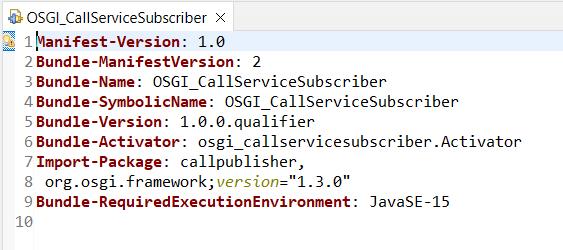 OSGI_CallServiceSubscriber
1 Manifest-Version: 1.0
2 Bundle-ManifestVersion: 2
3 Bundle-Name: OSGI_CallServiceSubscriber
4 Bundle-SymbolicName: OSGI_CallServiceSubscriber
5 Bundle-Version: 1.0.0.qualifier
6 Bundle-Activator: osgi_callservicesubscriber.Activator
7 Import-Package: callpublisher,
8  org.osgi.framework;version="1.3.0"
9 Bundle-RequiredExecutionEnvironment: JavaSE-15
10